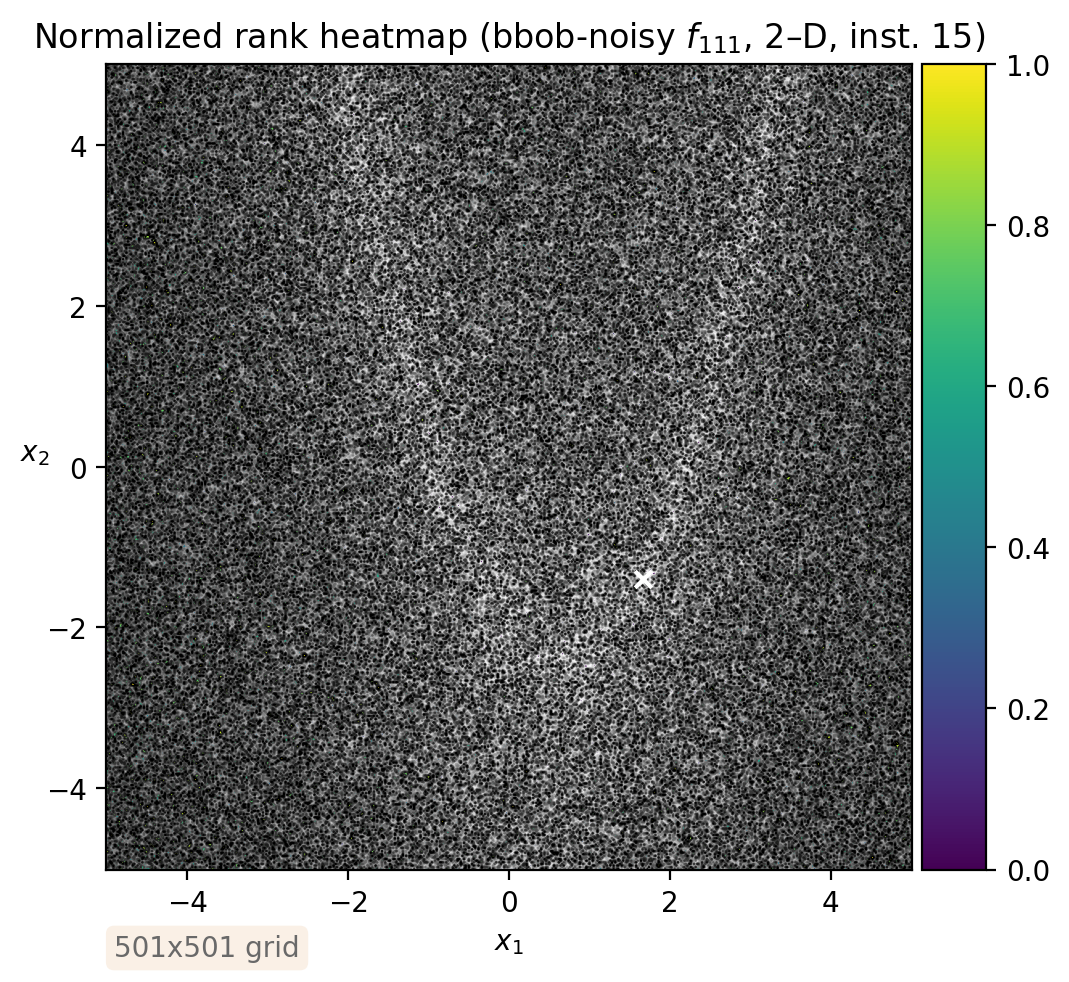 Normalized rank heatmap (bbob-noisy f₁₁₁, 2–D, inst. 15)
1.0
0.8
0.6
0.4
0.2
0.0
4
2
0
−2
−4
x₂
−4 −2 0 2 4
x₁
501x501 grid